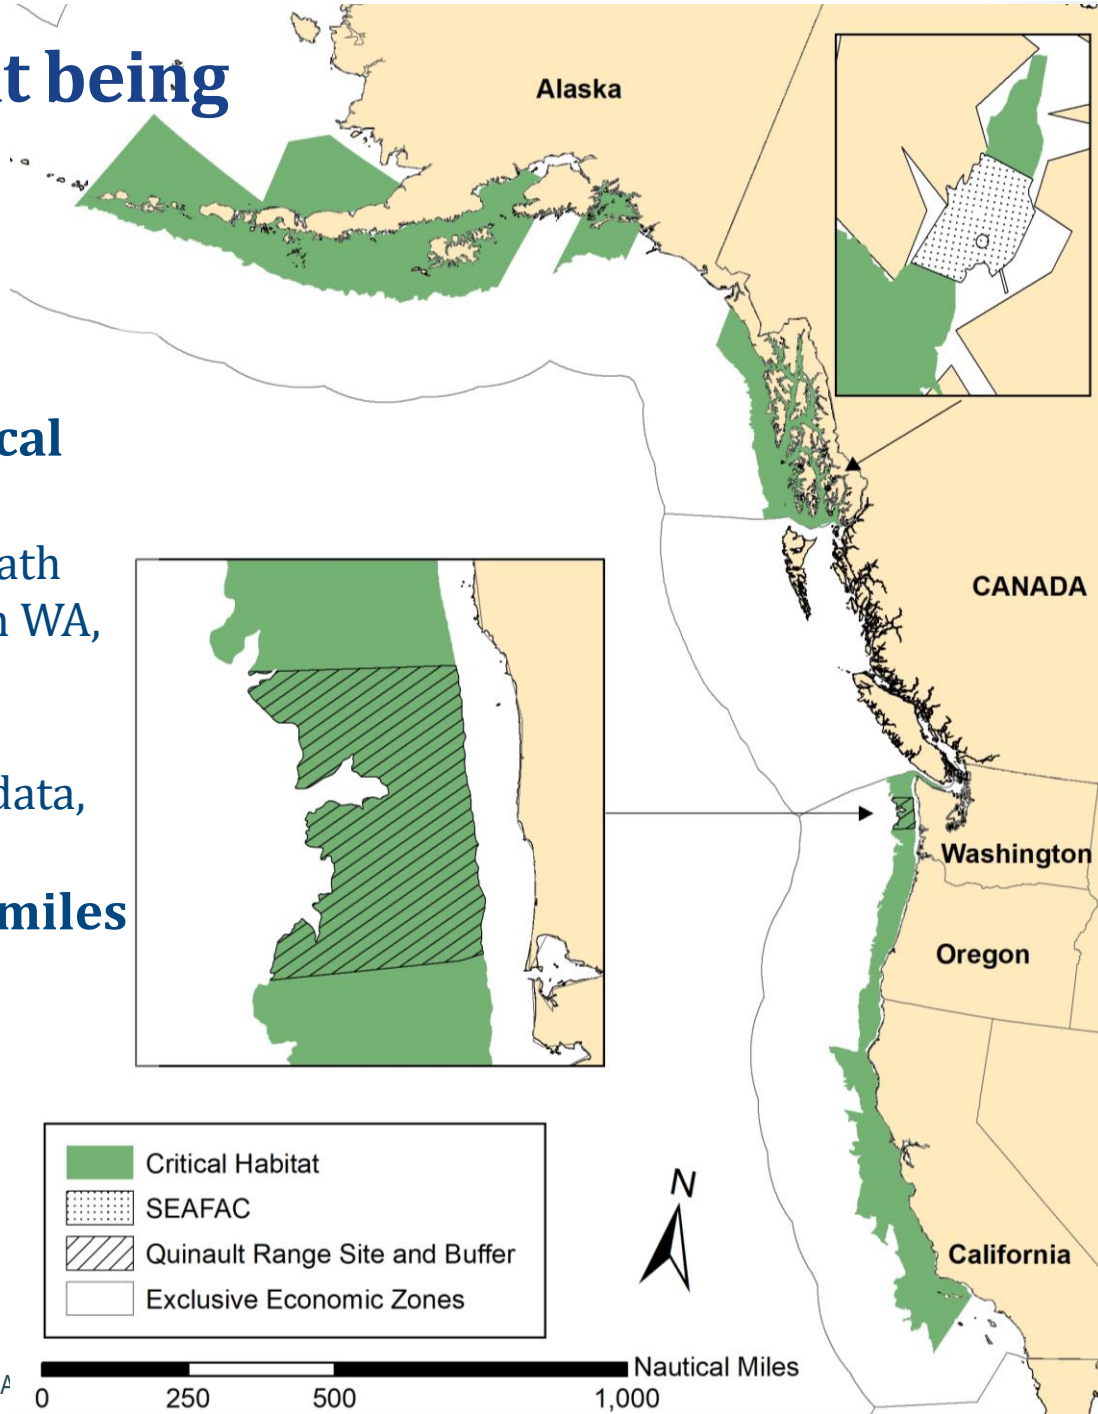 t being
Alaska
cal
ath
n WA,
CANADA
data,
Washington
miles
Oregon
Critical Habitat
SEAFAC
Quinault Range Site and Buffer
Exclusive Economic Zones
N
California
Nautical Miles
0 250 500 1,000
A